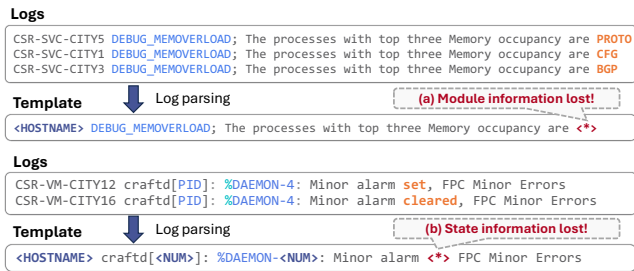 Logs
CSR-SVC-CITY5 DEBUG_MEMOVERLOAD; The processes with top three Memory occupancy are PROTO
CSR-SVC-CITY1 DEBUG_MEMOVERLOAD; The processes with top three Memory occupancy are CFG
CSR-SVC-CITY3 DEBUG_MEMOVERLOAD; The processes with top three Memory occupancy are BGP
Log parsing
(a) Module information lost!
Template
<HOSTNAME> DEBUG_MEMOVERLOAD; The processes with top three Memory occupancy are <*>
Logs
CSR-VM-CITY12 craftd[PID]: %DAEMON-4: Minor alarm set, FPC Minor Errors
CSR-VM-CITY16 craftd[PID]: %DAEMON-4: Minor alarm cleared, FPC Minor Errors
Log parsing
(b) State information lost!
Template
<HOSTNAME> craftd[<NUM>]: %DAEMON-<NUM>: Minor alarm <*> FPC Minor Errors